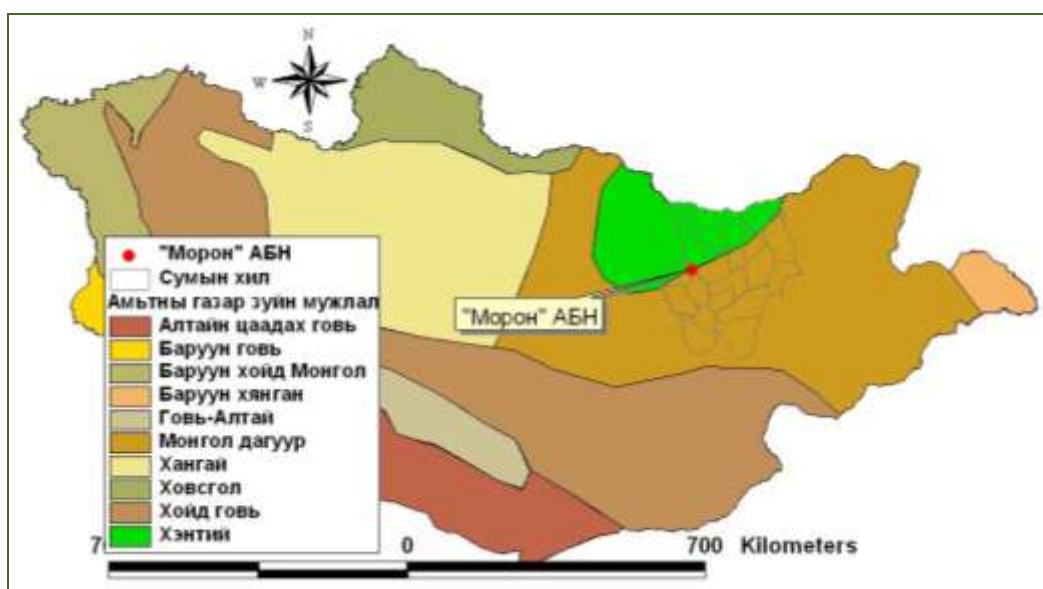 N
W
S
"Морон" АБН
Сумын хил
Амьтны газар зуйн мужлал
Алтайн цаадах говь
Баруун говь
Баруун хойд Монгол
Баруун хянган
Говь-Алтай
Монгол дагуур
Хангай
Ховсгол
Хойд говь
Хэнтий
"Морон" АБН
0 700 Kilometers